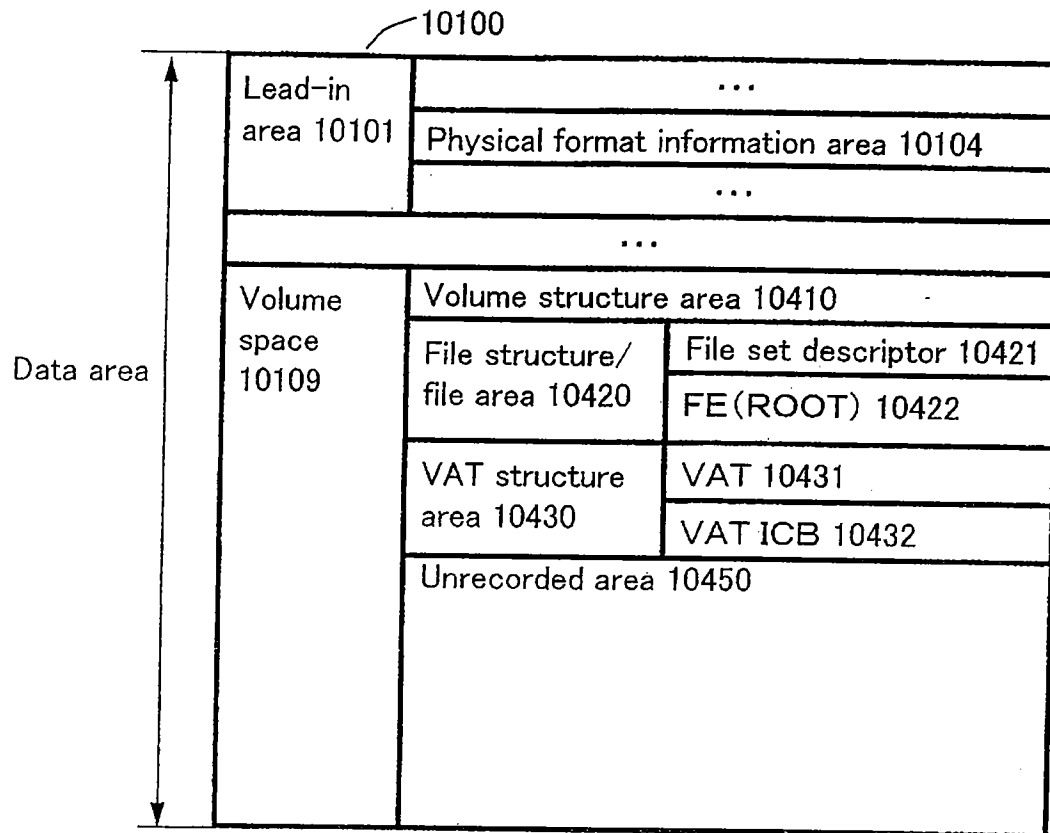 10100
Lead-in
area 10101
...
Physical format information area 10104
...
...
Data area
Volume
space
10109
Volume structure area 10410
File structure/
file area 10420
File set descriptor 10421
FE(ROOT) 10422
VAT structure
area 10430
VAT 10431
VAT ICB 10432
Unrecorded area 10450